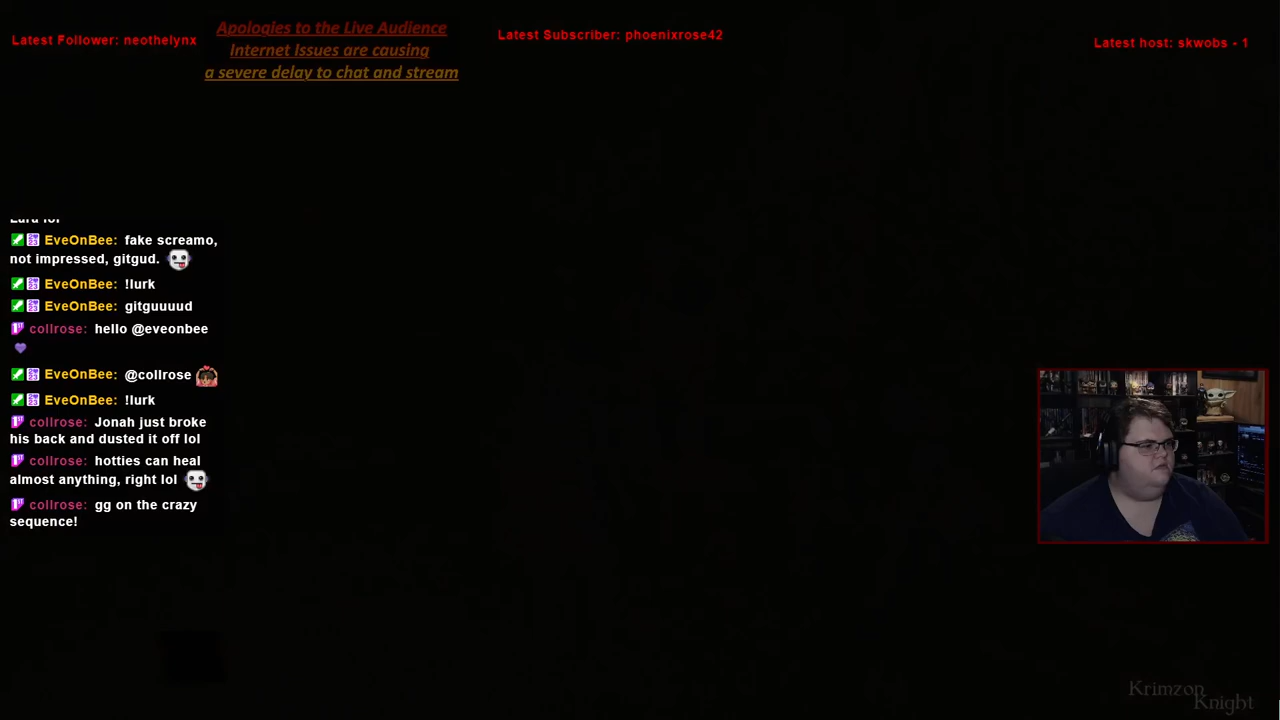 Latest Follower: neothelynx
Apologies to the Live Audience
Internet Issues are causing
a severe delay to chat and stream
Latest Subscriber: phoenixrose42
Latest host: skwobs - 1
EveOnBee: fake screamo,
not impressed, gitgud.
EveOnBee: !lurk
EveOnBee: gitguuuud
collrose: hello @eveonbee
EveOnBee: @collrose
EveOnBee: !lurk
collrose: Jonah just broke
his back and dusted it off lol
collrose: hotties can heal
almost anything, right lol
collrose: gg on the crazy
sequence!
Krimzon
Knight